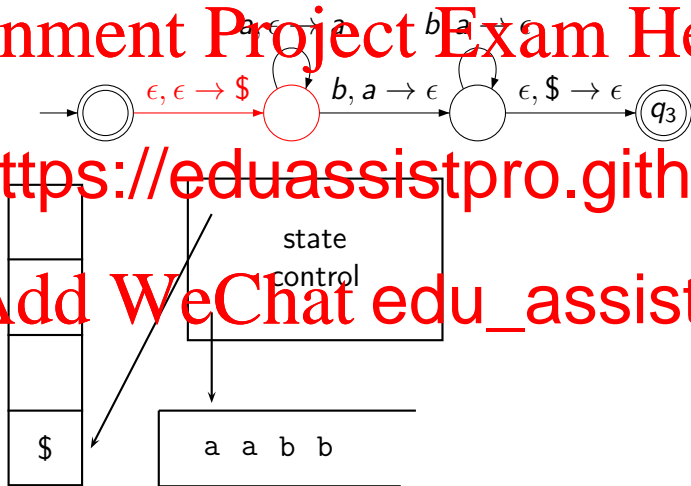 nment Project Exam He
a, ϵ → a b, a → ϵ
ϵ, ϵ → $ b, a → ϵ ϵ, $ → ϵ
q3
ttps://eduassistpro.gith
state
control
Add WeChat edu_assist
$ a a b b